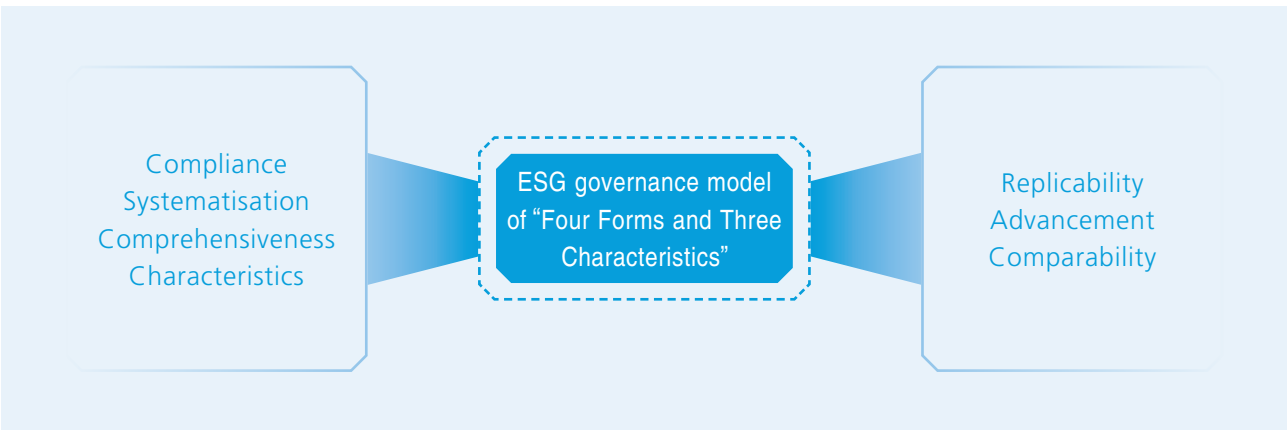 Compliance
Systematisation
Comprehensiveness
Characteristics
ESG governance model
of “Four Forms and Three
Characteristics”
Replicability
Advancement
Comparability